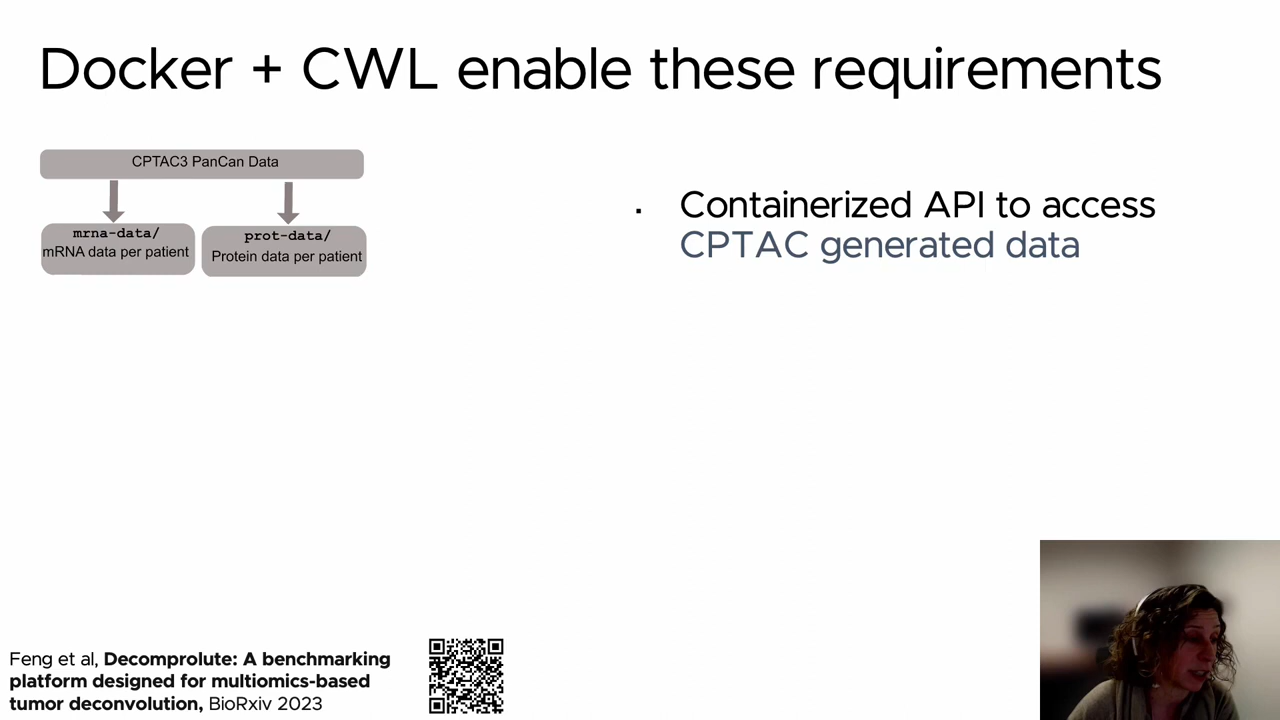 Docker + CWL enable these requirements
CPTAC3 PanCan Data
mrna-data/
mRNA data per patient
prot-data/
Protein data per patient
▪ Containerized API to access
CPTAC generated data
Feng et al, Decomprolute: A benchmarking
platform designed for multiomics-based
tumor deconvolution, BioRxiv 2023